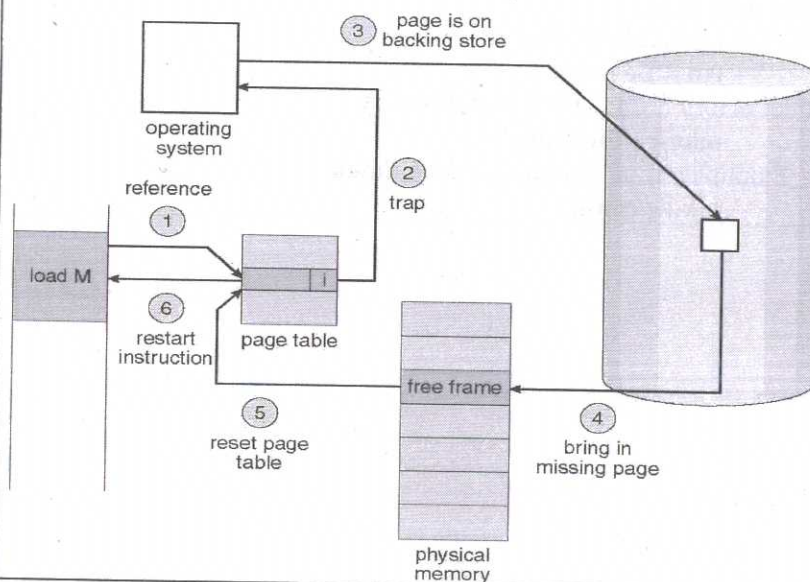 3
page is on
backing store
operating
system
2
trap
reference
1
load M
i
6
restart
instruction
page table
free frame
5
reset page
table
4
bring in
missing page
physical
memory